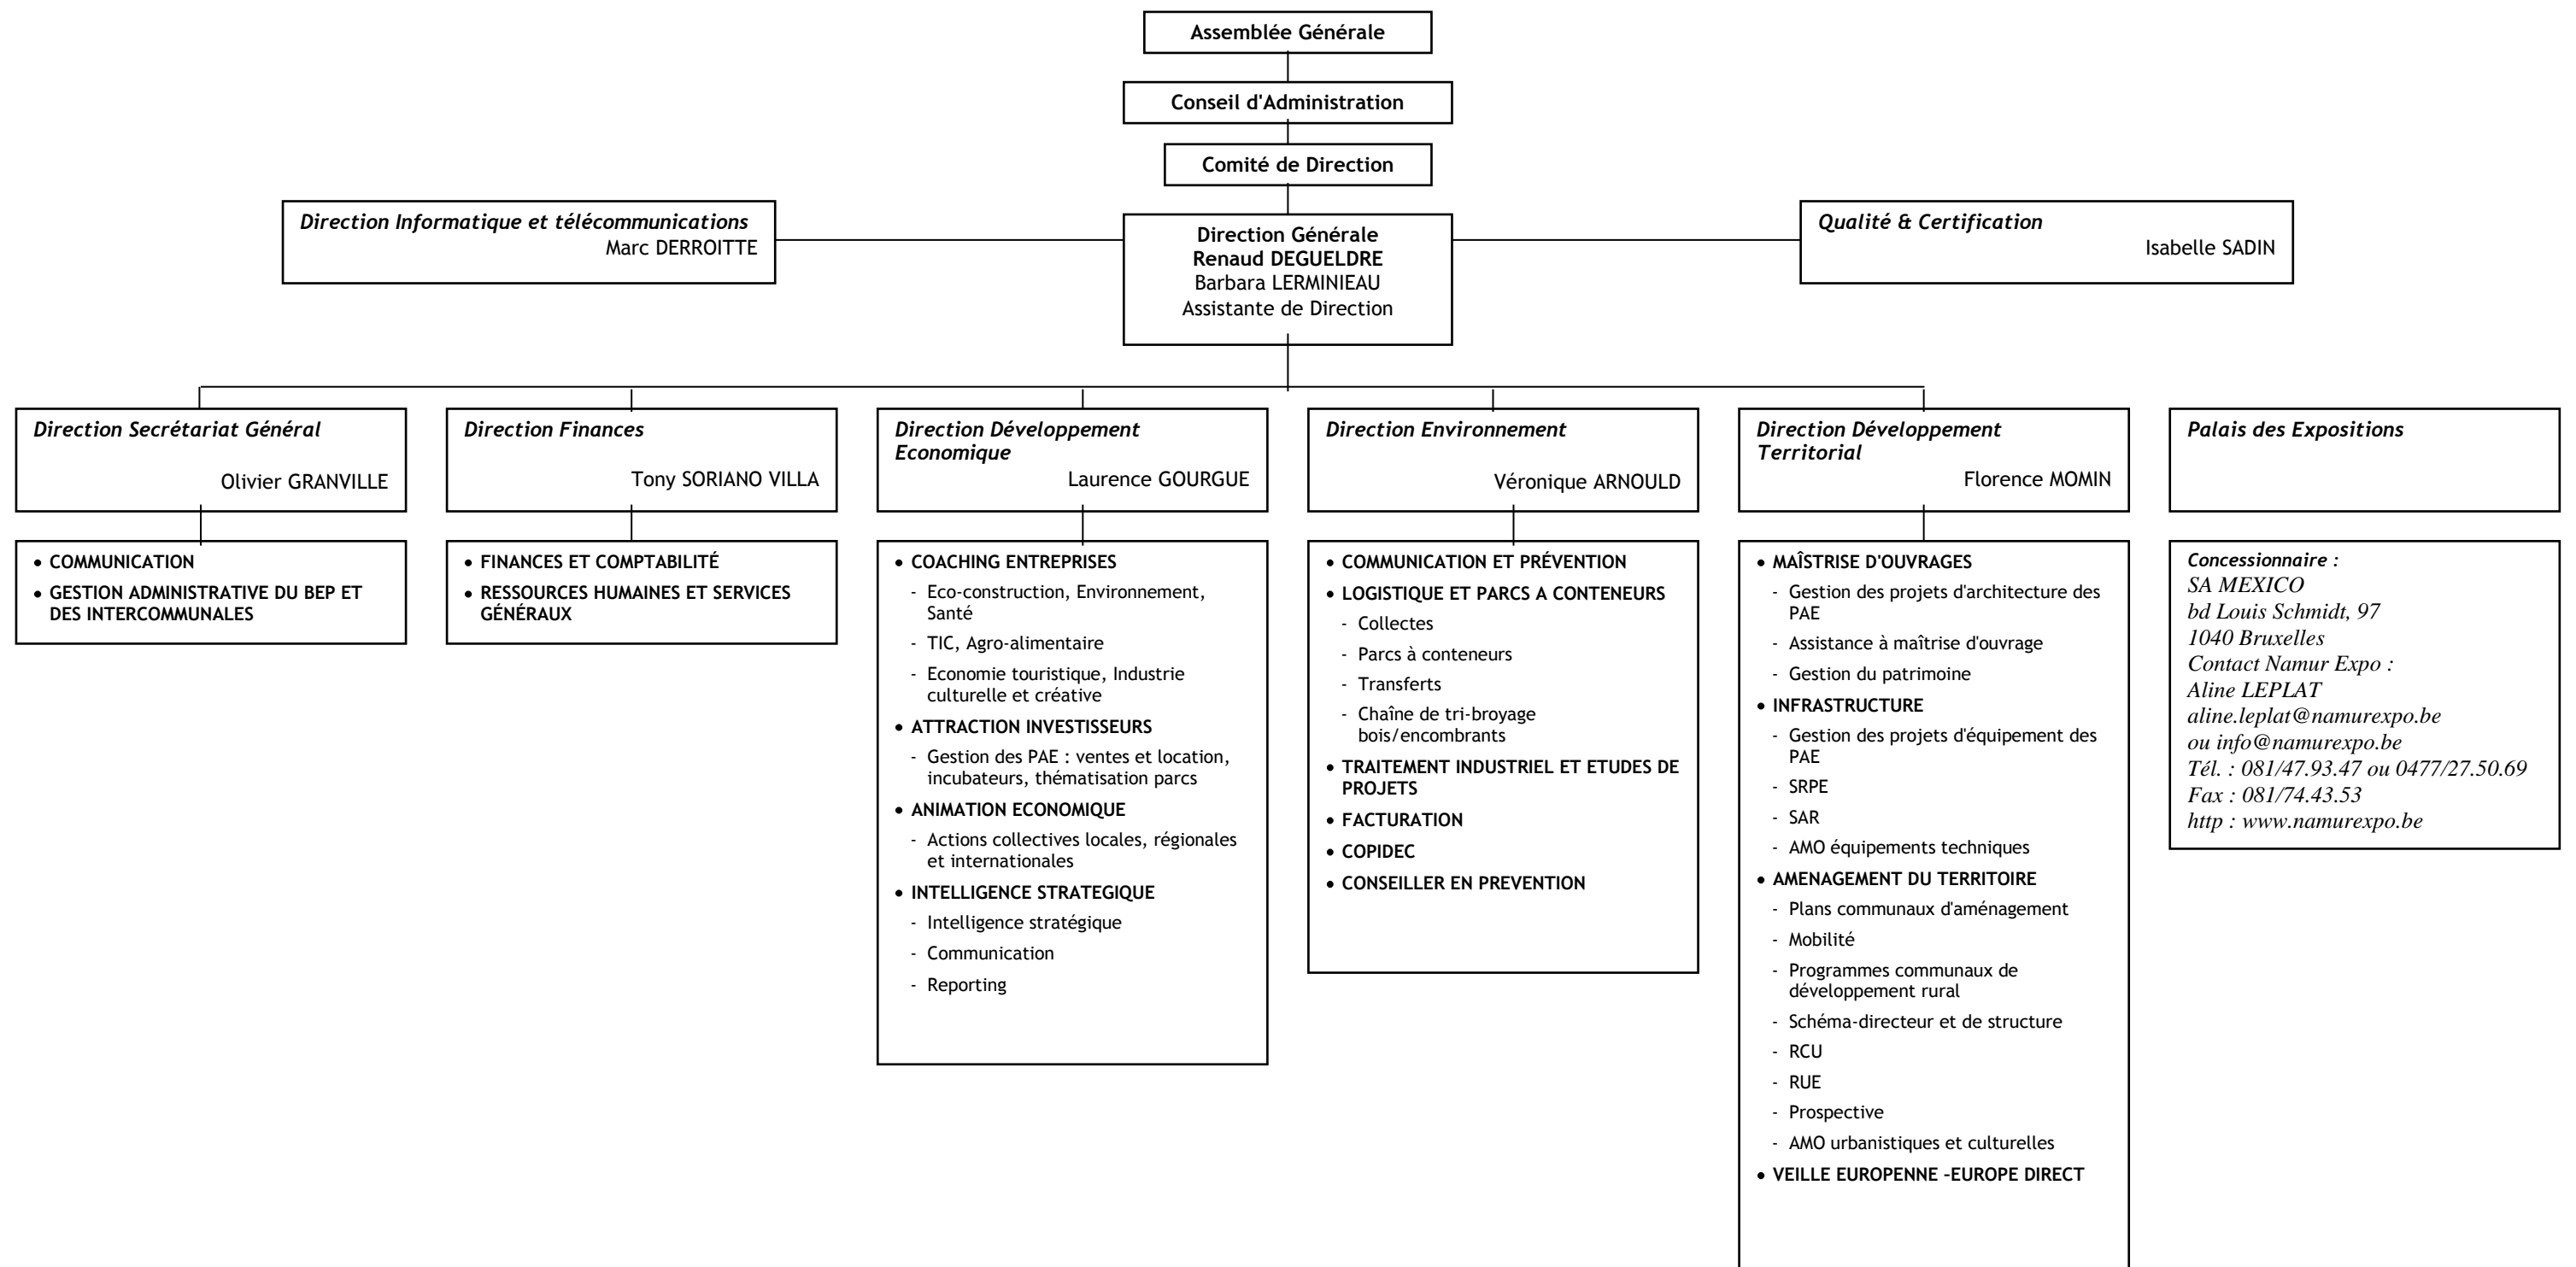 Assemblée Générale
Conseil d'Administration
Comité de Direction
Direction Informatique et télécommunications
Marc DERROITTE
Direction Générale
Renaud DEGUELDRE
Barbara LERMINIEAU
Assistante de Direction
Qualité & Certification
Isabelle SADIN
Direction Secrétariat Général
Olivier GRANVILLE
• COMMUNICATION
• GESTION ADMINISTRATIVE DU BEP ET
DES INTERCOMMUNALES
Direction Finances
Tony SORIANO VILLA
• FINANCES ET COMPTABILITÉ
• RESSOURCES HUMAINES ET SERVICES
GÉNÉRAUX
Direction Développement
Economique
Laurence GOURGUE
• COACHING ENTREPRISES
- Eco-construction, Environnement,
Santé
- TIC, Agro-alimentaire
- Economie touristique, Industrie
culturelle et créative
• ATTRACTION INVESTISSEURS
- Gestion des PAE : ventes et location,
incubateurs, thématisation parcs
• ANIMATION ECONOMIQUE
- Actions collectives locales, régionales
et internationales
• INTELLIGENCE STRATEGIQUE
- Intelligence stratégique
- Communication
- Reporting
Direction Environnement
Véronique ARNOULD
• COMMUNICATION ET PRÉVENTION
• LOGISTIQUE ET PARCS A CONTENEURS
- Collectes
- Parcs à conteneurs
- Transferts
- Chaîne de tri-broyage
bois/encombrants
• TRAITEMENT INDUSTRIEL ET ETUDES DE
PROJETS
• FACTURATION
• COPIDEC
• CONSEILLER EN PREVENTION
Direction Développement
Territorial
Florence MOMIN
• MAÎSTRISE D'OUVRAGES
- Gestion des projets d'architecture des
PAE
- Assistance à maîtrise d'ouvrage
- Gestion du patrimoine
• INFRASTRUCTURE
- Gestion des projets d'équipement des
PAE
- SRPE
- SAR
- AMO équipements techniques
• AMENAGEMENT DU TERRITOIRE
- Plans communaux d'aménagement
- Mobilité
- Programmes communaux de
développement rural
- Schéma-directeur et de structure
- RCU
- RUE
- Prospective
- AMO urbanistiques et culturelles
• VEILLE EUROPENNE -EUROPE DIRECT
Palais des Expositions
Concessionnaire :
SA MEXICO
bd Louis Schmidt, 97
1040 Bruxelles
Contact Namur Expo :
Aline LEPLAT
aline.leplat@namurexpo.be
ou info@namurexpo.be
Tél. : 081/47.93.47 ou 0477/27.50.69
Fax : 081/74.43.53
http : www.namurexpo.be